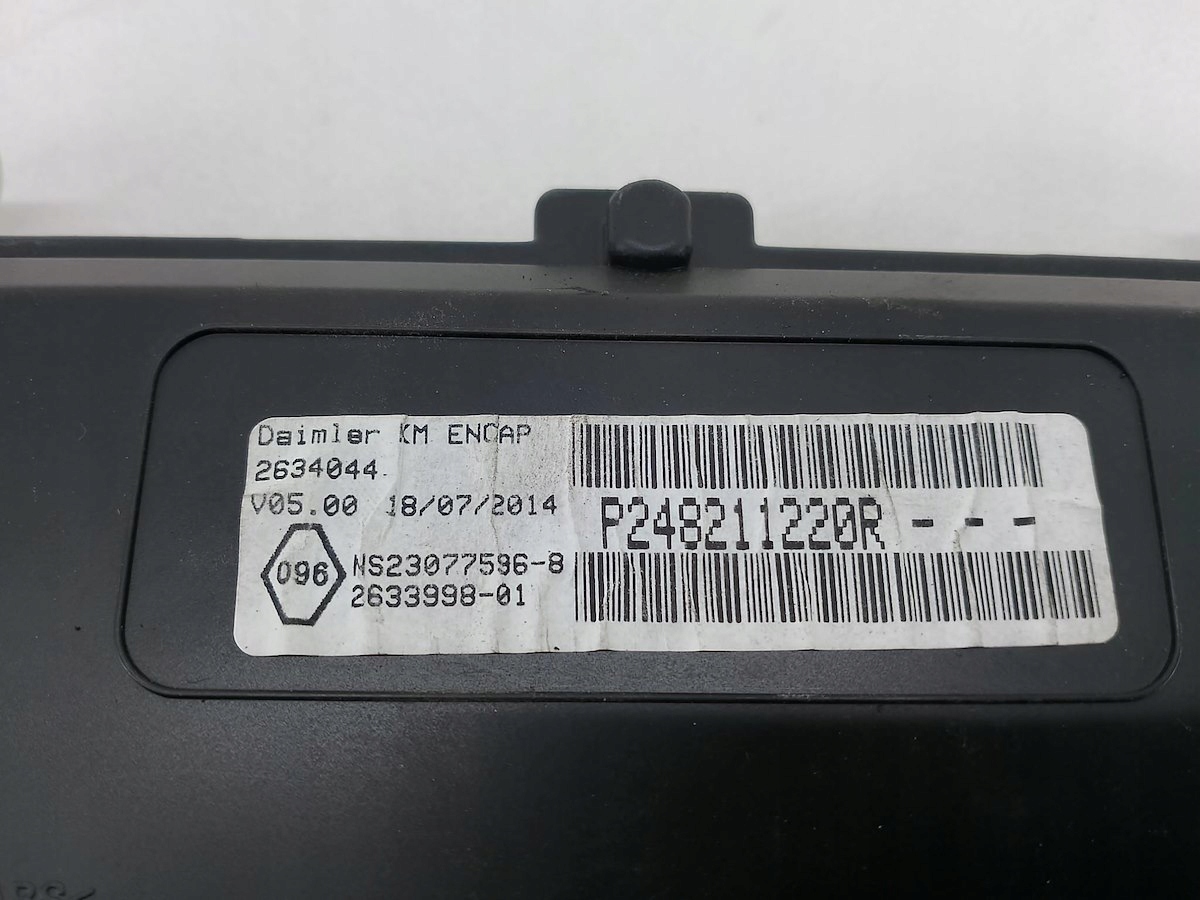 Daimler KM ENCAP
2634044
V05.00 18/07/2014
P248211220R - - -
096
NS23077596-8
2633998-01